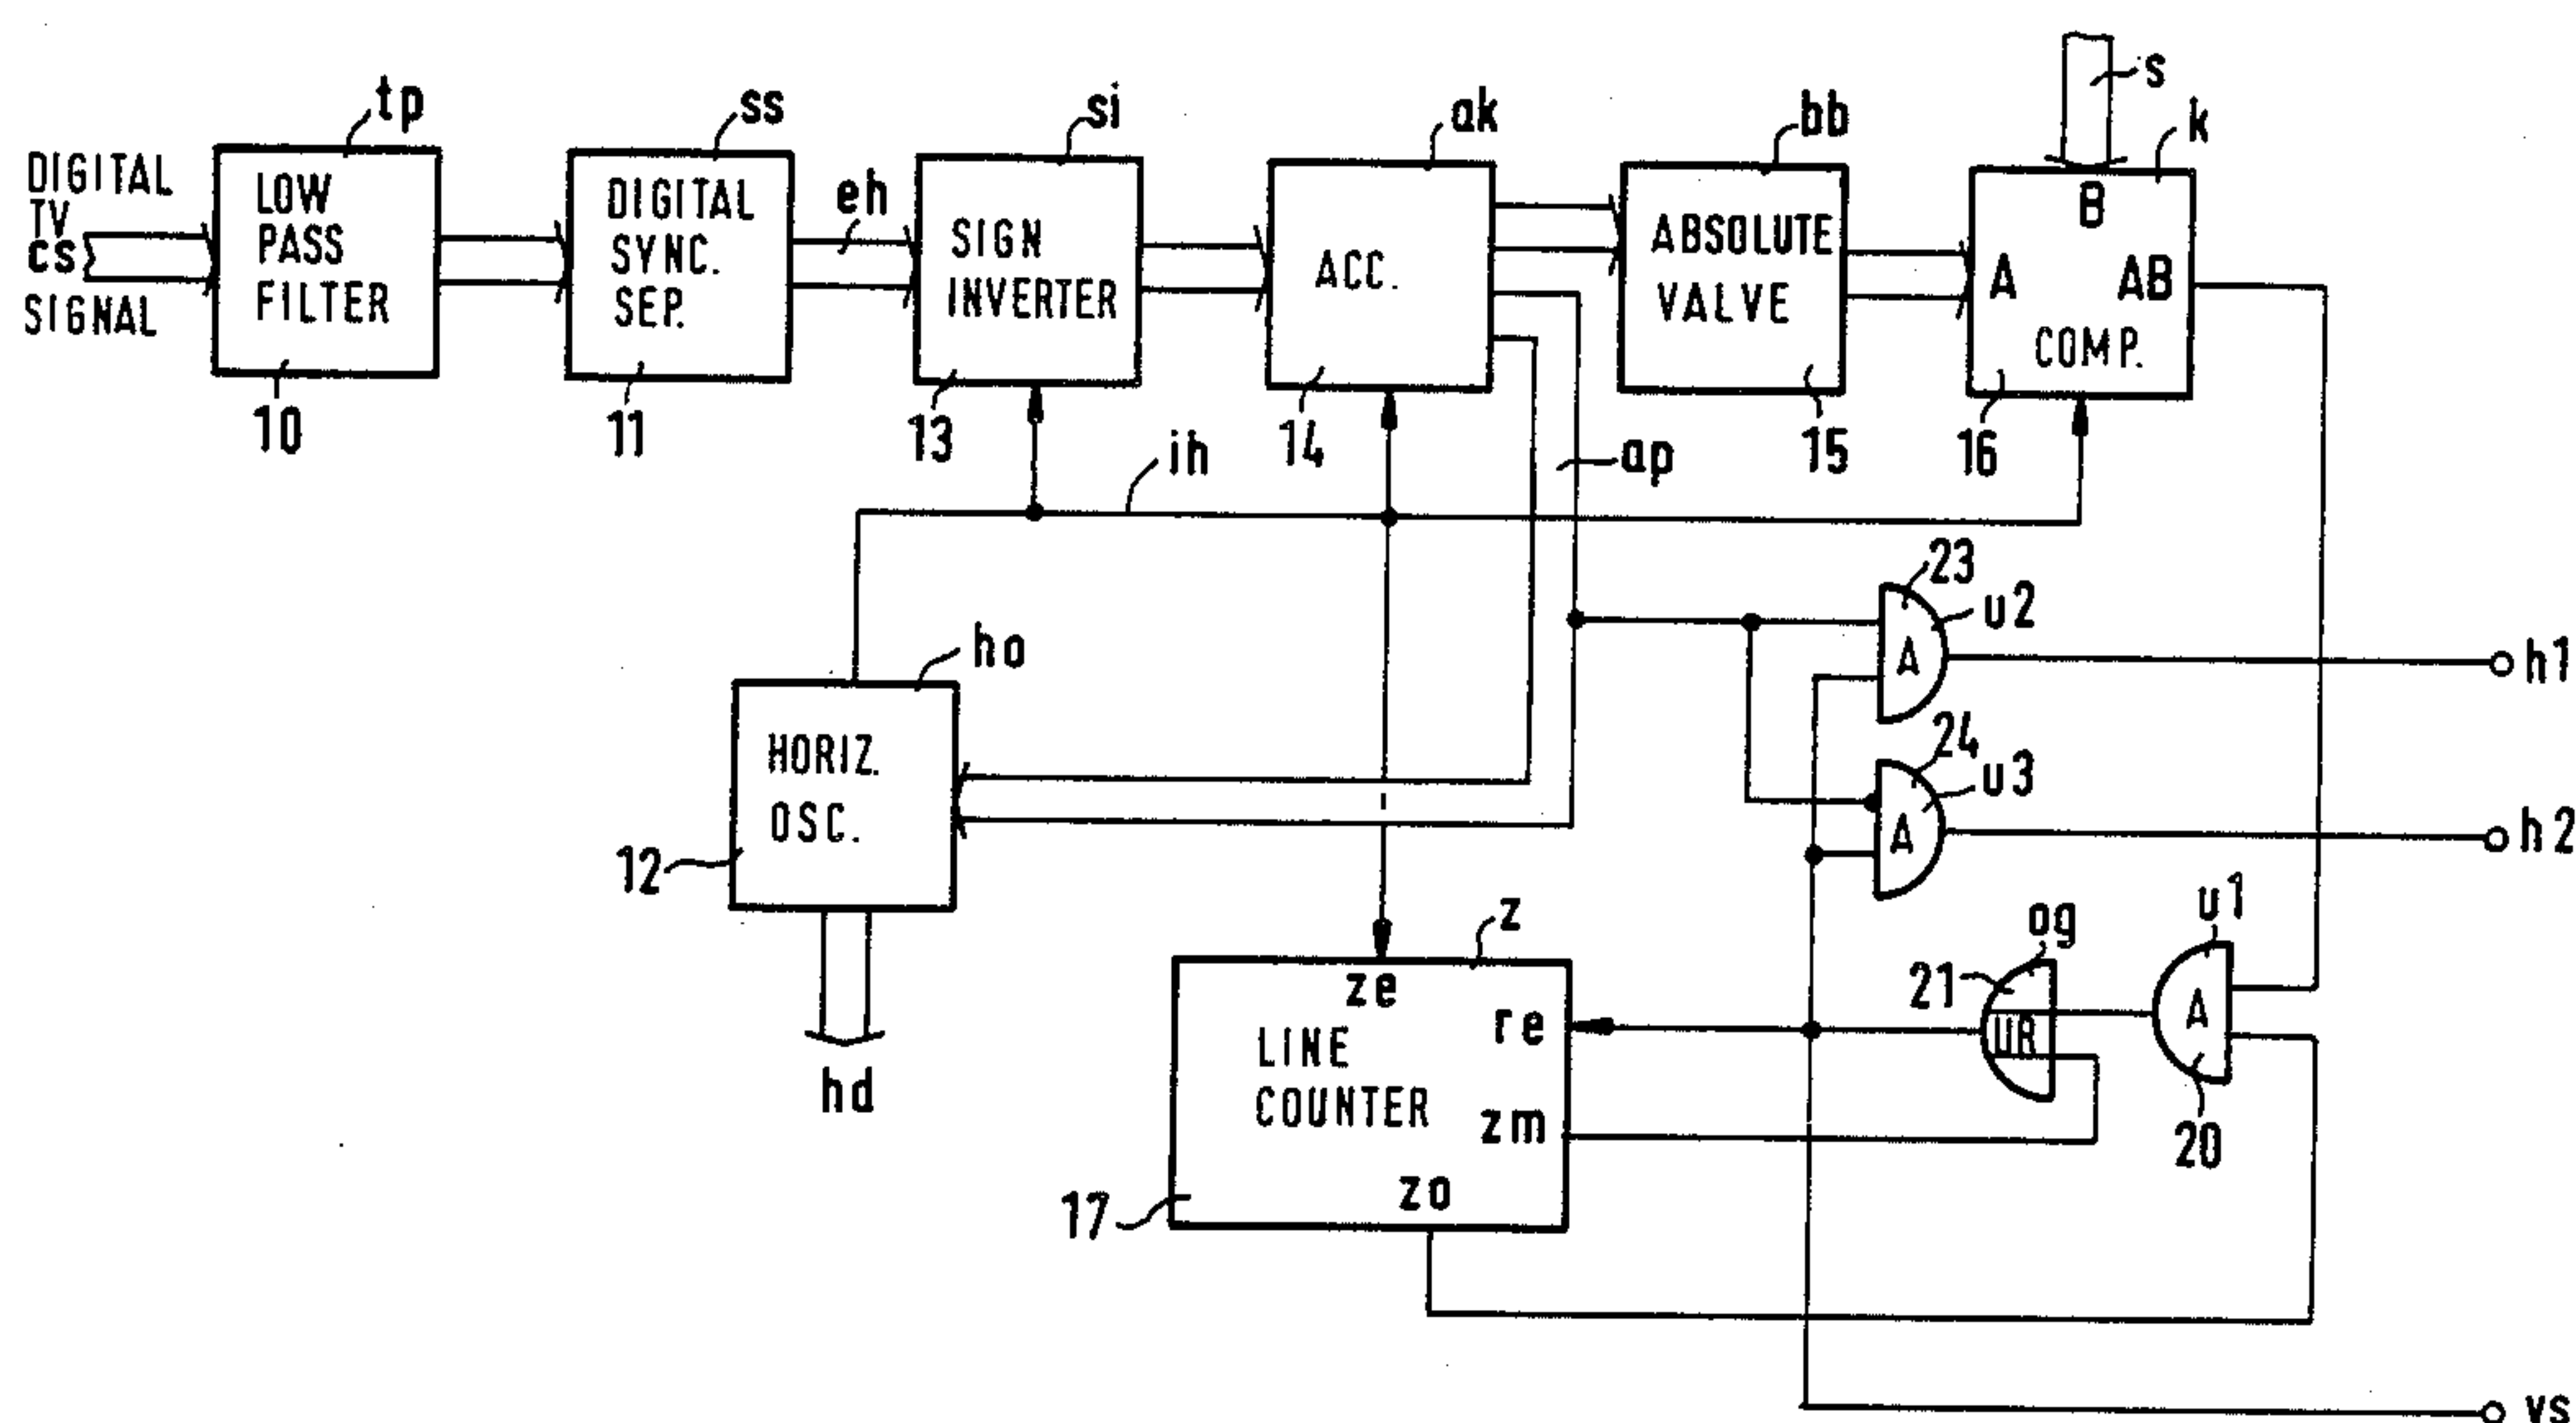 tp
ss
si
ak
bb
s
k
DIGITAL
TV
cs
SIGNAL
LOW
PASS
FILTER
DIGITAL
SYNC.
SEP.
eh
SIGN
INVERTER
ACC.
ABSOLUTE
VALVE
B
A
AB
COMP.
10
11
13
14
15
16
ih
ap
23
u2
A
h1
ho
HORIZ.
OSC.
12
hd
24
u3
A
h2
z
ze
LINE
COUNTER
re
zm
zo
17
og
21
UR
u1
A
20
vs